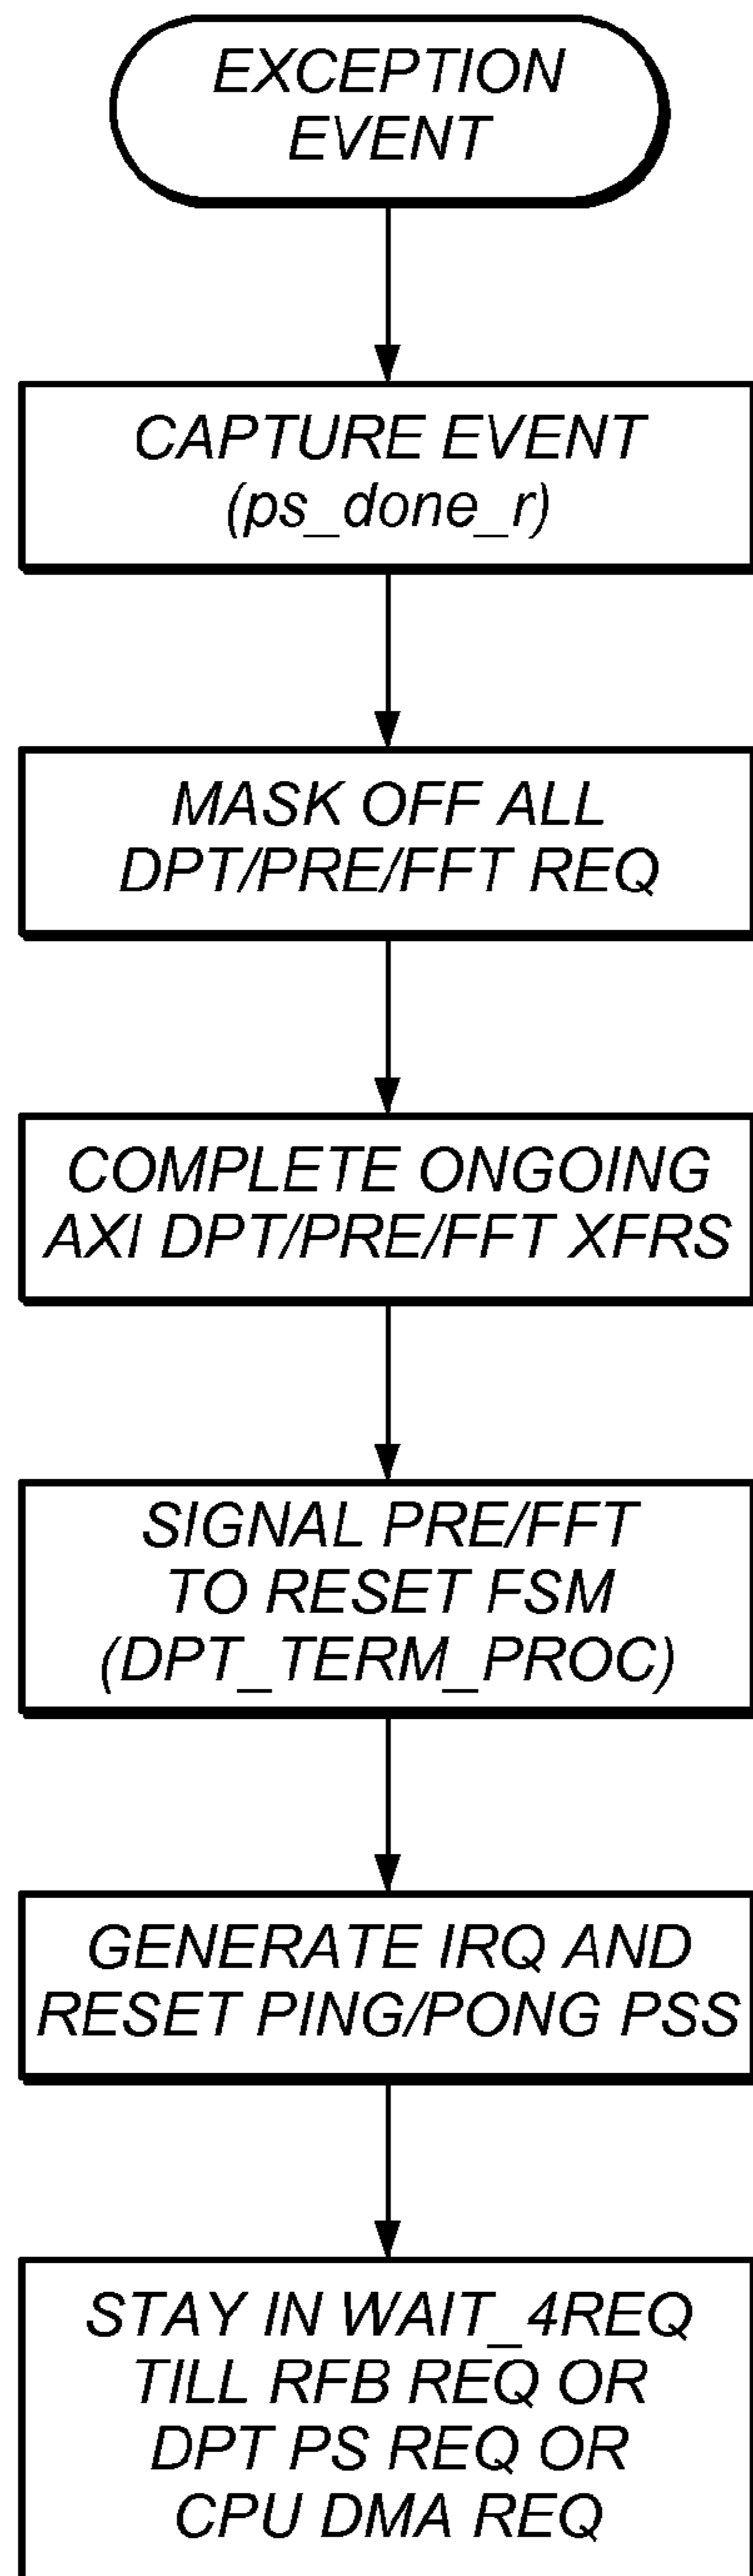 EXCEPTION
EVENT
CAPTURE EVENT
(ps_done_r)
MASK OFF ALL
DPT/PRE/FFT REQ
COMPLETE ONGOING
AXI DPT/PRE/FFT XFRS
SIGNAL PRE/FFT
TO RESET FSM
(DPT_TERM_PROC)
GENERATE IRQ AND
RESET PING/PONG PSS
STAY IN WAIT_4REQ
TILL RFB REQ OR
DPT PS REQ OR
CPU DMA REQ